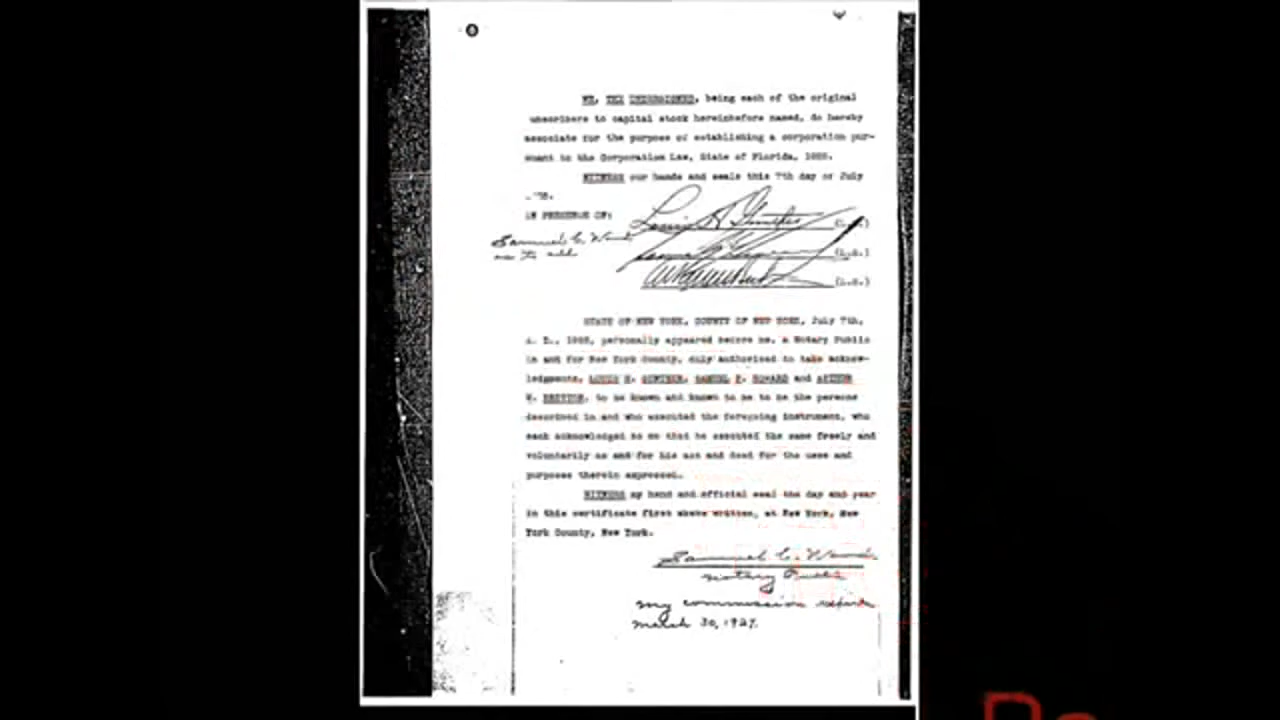 WE, THE UNDERSIGNED, being each of the original
subscribers to capital stock hereinbefore named, do hereby
associate for the purpose of establishing a corporation pur-
suant to the Corporation Law, State of Florida,
WITNESS our hands and seals this 7th day of July
IN PRESENCE OF:
(L.S.)
Samuel C. Wood
as to all
(L.S.)
(L.S.)
STATE OF NEW YORK, COUNTY OF NEW YORK, July 7th,
A. D., personally appeared before me, a Notary Public
in and for New York County, duly authorized to take acknow-
ledgments, LOUIS H. GUNTHER, SAMUEL P. and ARTHUR
W. BRITTON, to me known and known to me to be the persons
described in and who executed the foregoing instrument, who
each acknowledged to me that he executed the same freely and
voluntarily as and for his act and deed for the uses and
purposes therein expressed.
WITNESS my hand and official seal the day and year
in this certificate first above written, at New York, New
York County, New York.
Samuel C. Wood
Notary Public
My commission expires
March 30, 1927.